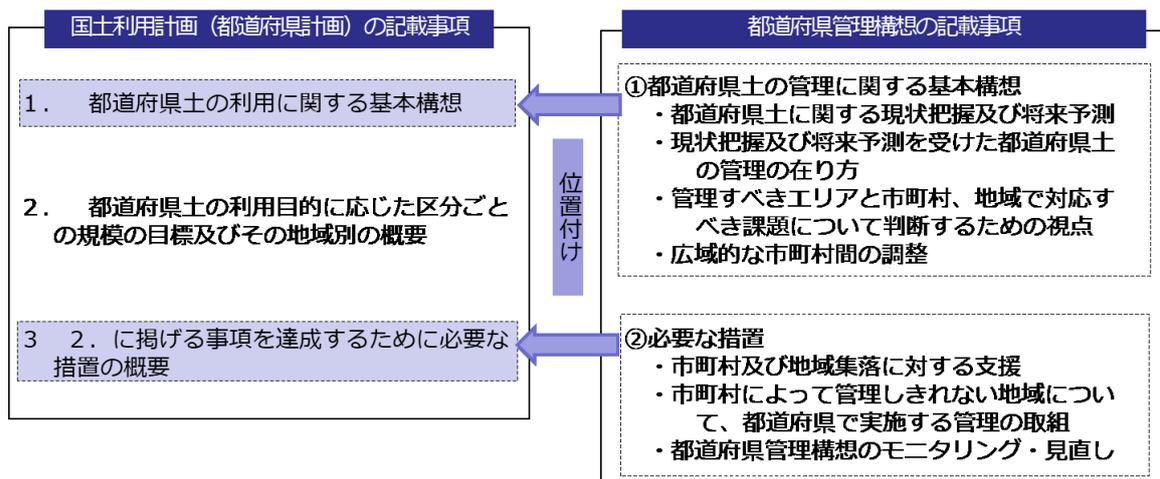 国土利用計画（都道府県計画）の記載事項
1． 都道府県土の利用に関する基本構想
2． 都道府県土の利用目的に応じた区分ごと
の規模の目標及びその地域別の概要
3 2．に掲げる事項を達成するために必要な
措置の概要
位置付け
都道府県管理構想の記載事項
①都道府県土の管理に関する基本構想
・都道府県土に関する現状把握及び将来予測
・現状把握及び将来予測を受けた都道府県土
の管理の在り方
・管理すべきエリアと市町村、地域で対応す
べき課題について判断するための視点
・広域的な市町村間の調整
②必要な措置
・市町村及び地域集落に対する支援
・市町村によって管理しきれない地域につい
て、都道府県で実施する管理の取組
・都道府県管理構想のモニタリング・見直し